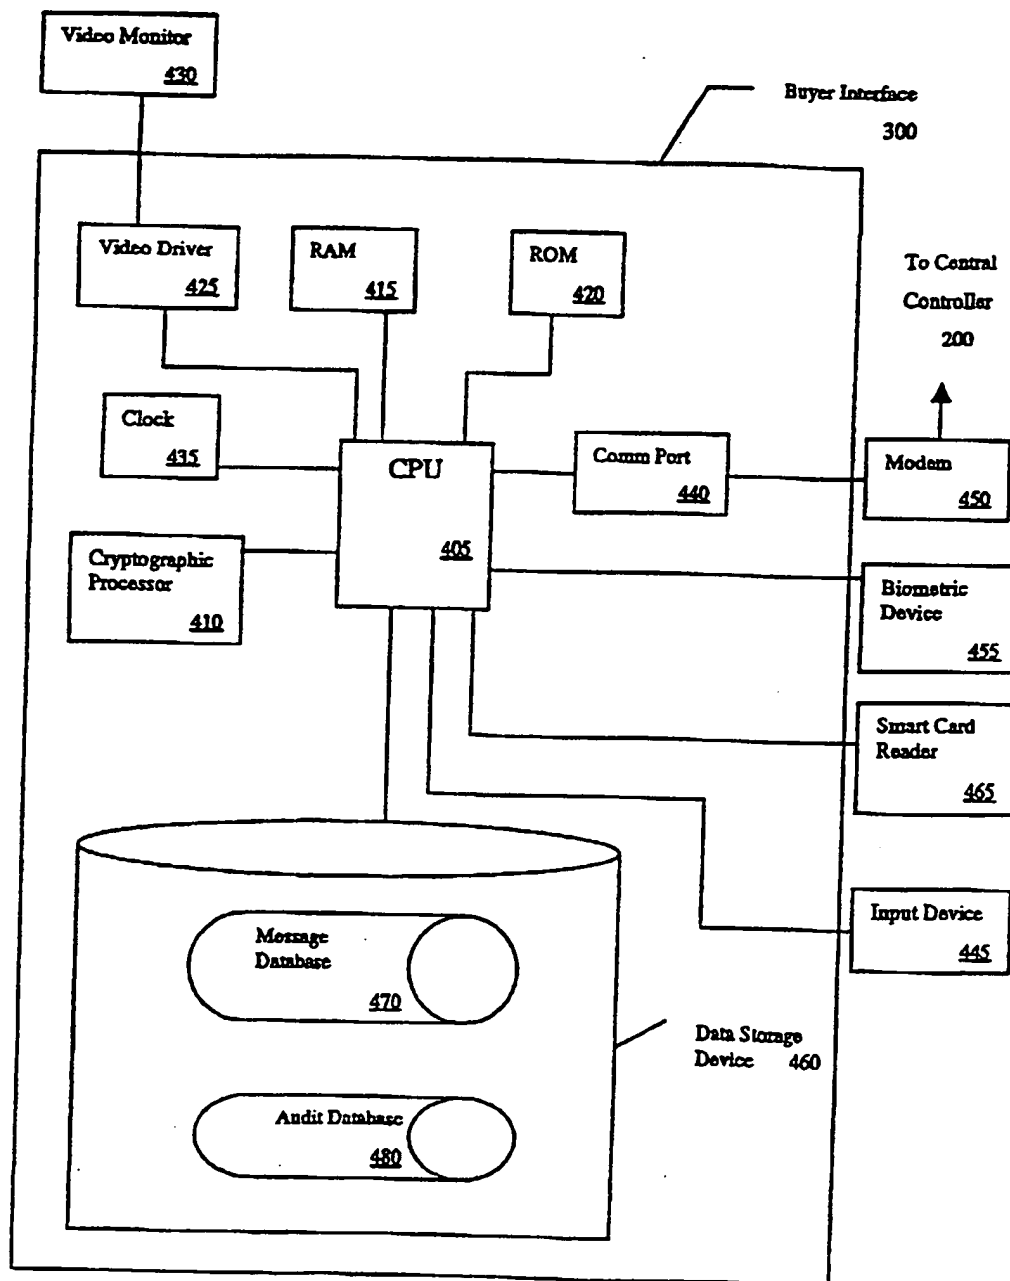 Video Monitor
430
Buyer Interface
300
Video Driver
425
RAM
415
ROM
420
To Central
Controller
200
Clock
435
CPU
405
Comm Port
440
Modem
450
Cryptographic
Processor
410
Biometric
Device
455
Smart Card
Reader
465
Message
Database
470
Input Device
445
Data Storage
Device 460
Audit Database
480